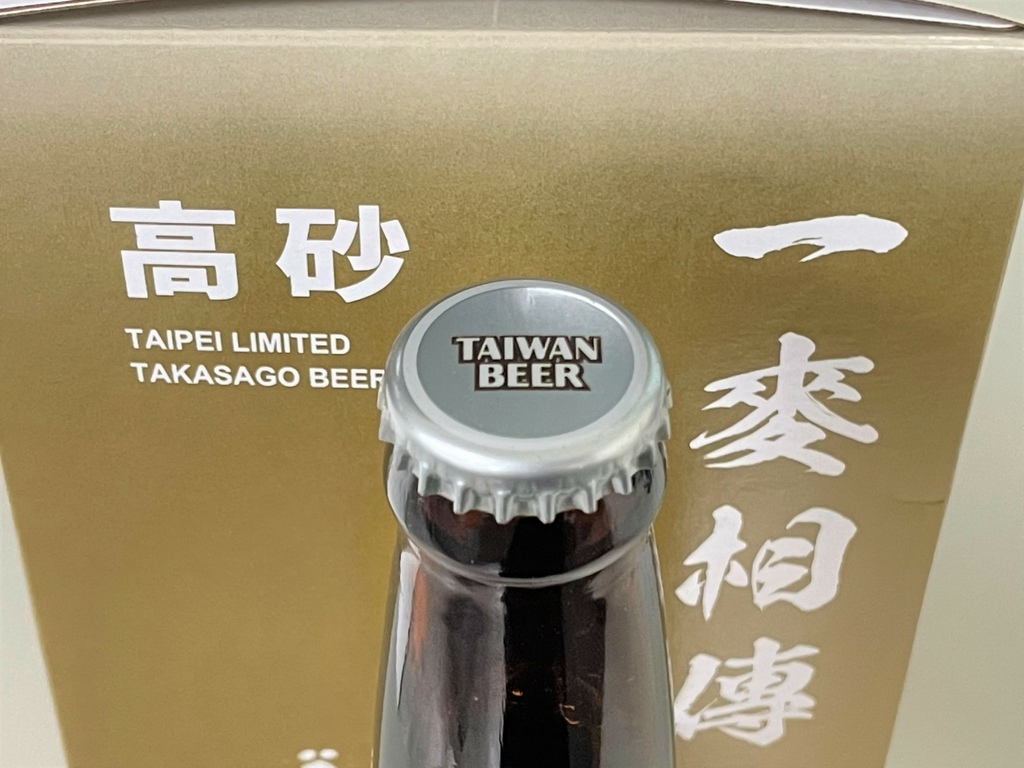 高砂
TAIPEI LIMITED
TAKASAGO BEER
TAIWAN
BEER
一麥相傳